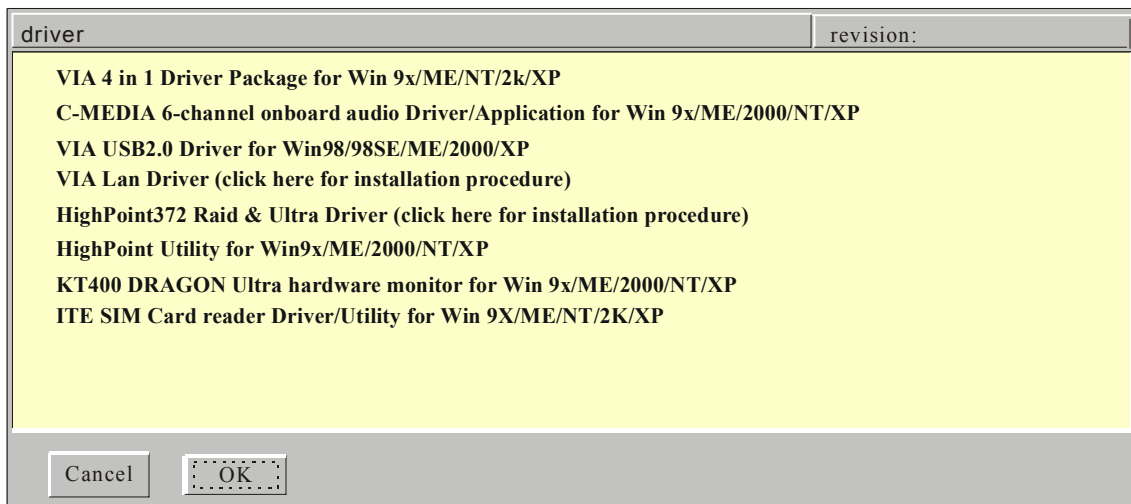 driver revision:
VIA 4 in 1 Driver Package for Win 9x/ME/NT/2k/XP
C-MEDIA 6-channel onboard audio Driver/Application for Win 9x/ME/2000/NT/XP
VIA USB2.0 Driver for Win98/98SE/ME/2000/XP
VIA Lan Driver (click here for installation procedure)
HighPoint372 Raid & Ultra Driver (click here for installation procedure)
HighPoint Utility for Win9x/ME/2000/NT/XP
KT400 DRAGON Ultra hardware monitor for Win 9x/ME/2000/NT/XP
ITE SIM Card reader Driver/Utility for Win 9X/ME/NT/2K/XP
Cancel OK